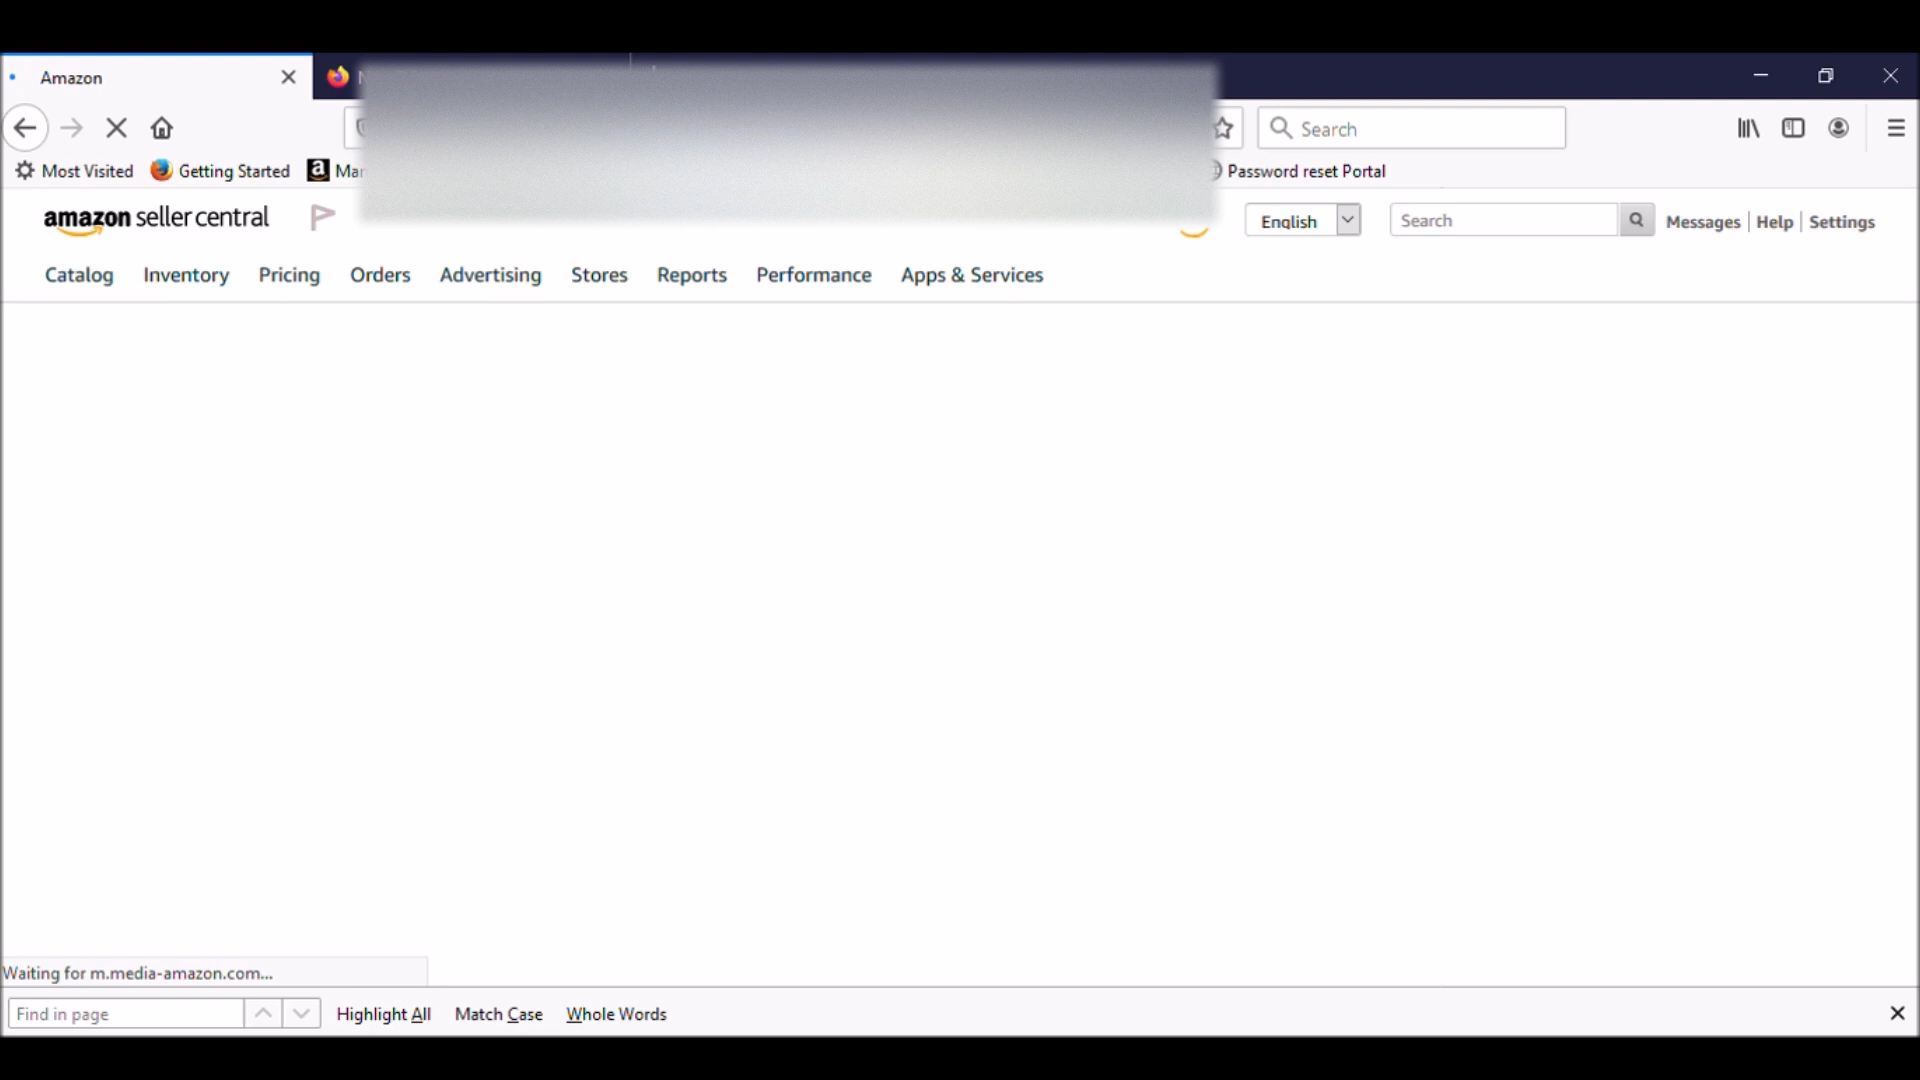 Amazon
Search
Most Visited Getting Started Password reset Portal
amazon seller central English Search Messages Help Settings
Catalog Inventory Pricing Orders Advertising Stores Reports Performance Apps & Services
Waiting for m.media-amazon.com...
Find in page Highlight All Match Case Whole Words